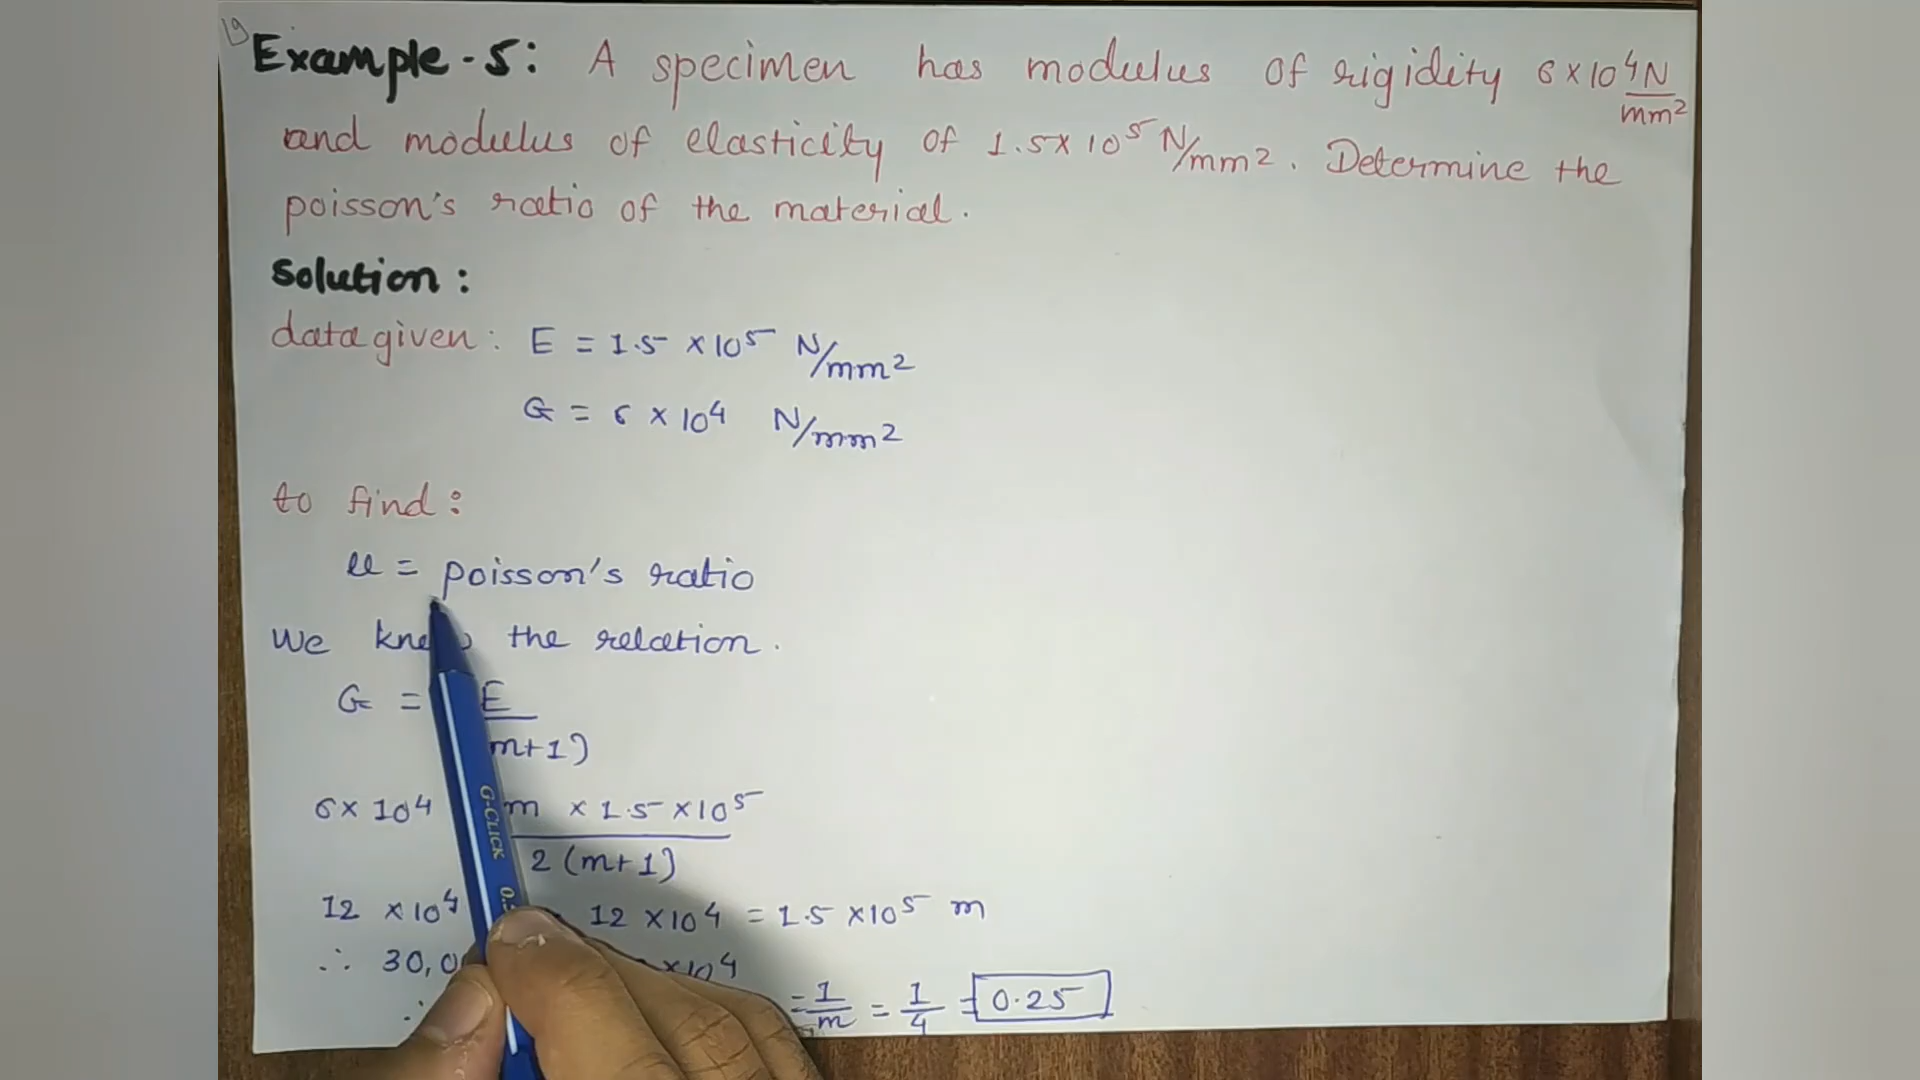 Example-5: A specimen has modulus of rigidity 6×10⁴ N/mm²
and modulus of elasticity of 1.5×10⁵ N/mm². Determine the
poisson's ratio of the material.
Solution:
data given: E = 1.5 ×10⁵ N/mm²
G = 6 × 10⁴ N/mm²
to find:
μ = poisson's ratio
We the relation.
G = E
m+1)
6× 10⁴ m × 1.5 ×10⁵
2 (m+1)
12 ×10⁴ 12 ×10⁴ = 1.5 ×10⁵ m
∴ 30,0 ×10⁴
∴ = 1/m = 1/4 = 0.25
G-CLICK 0.